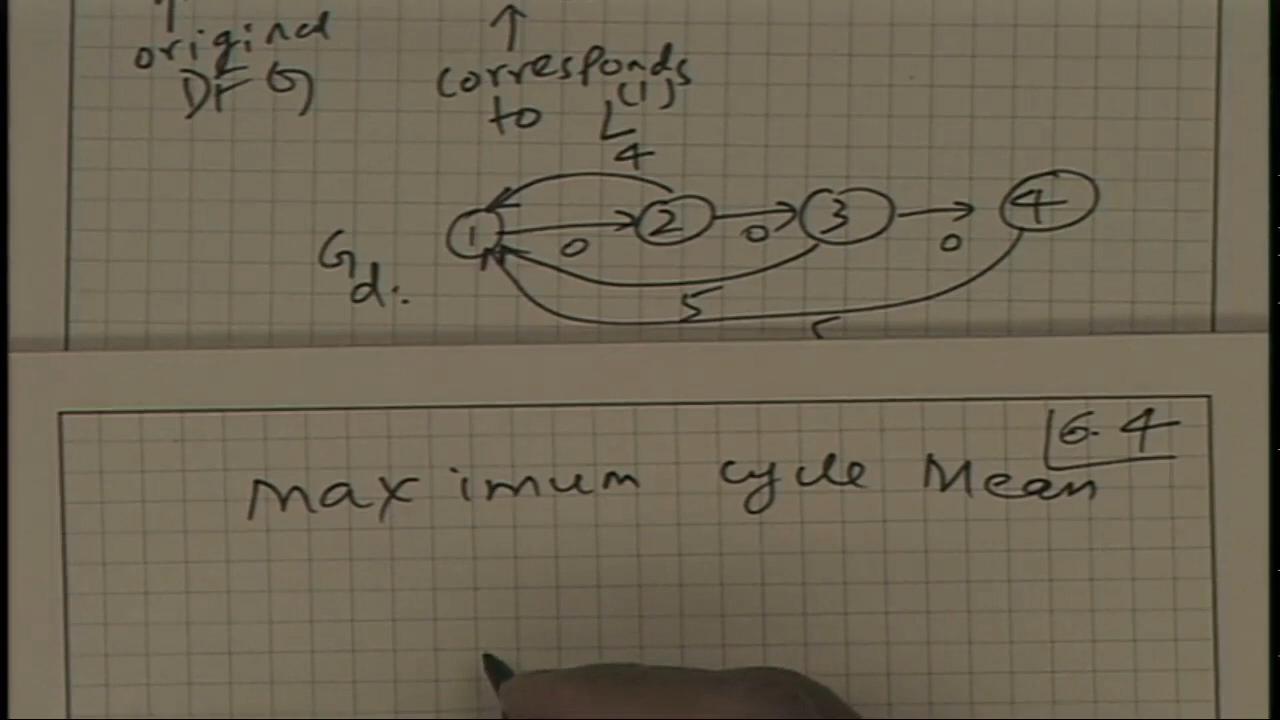 original
DFG
corresponds
to L(1)
4
1 0 2 0 3 0 4
Gd:
5
6.4
maximum cycle Mean